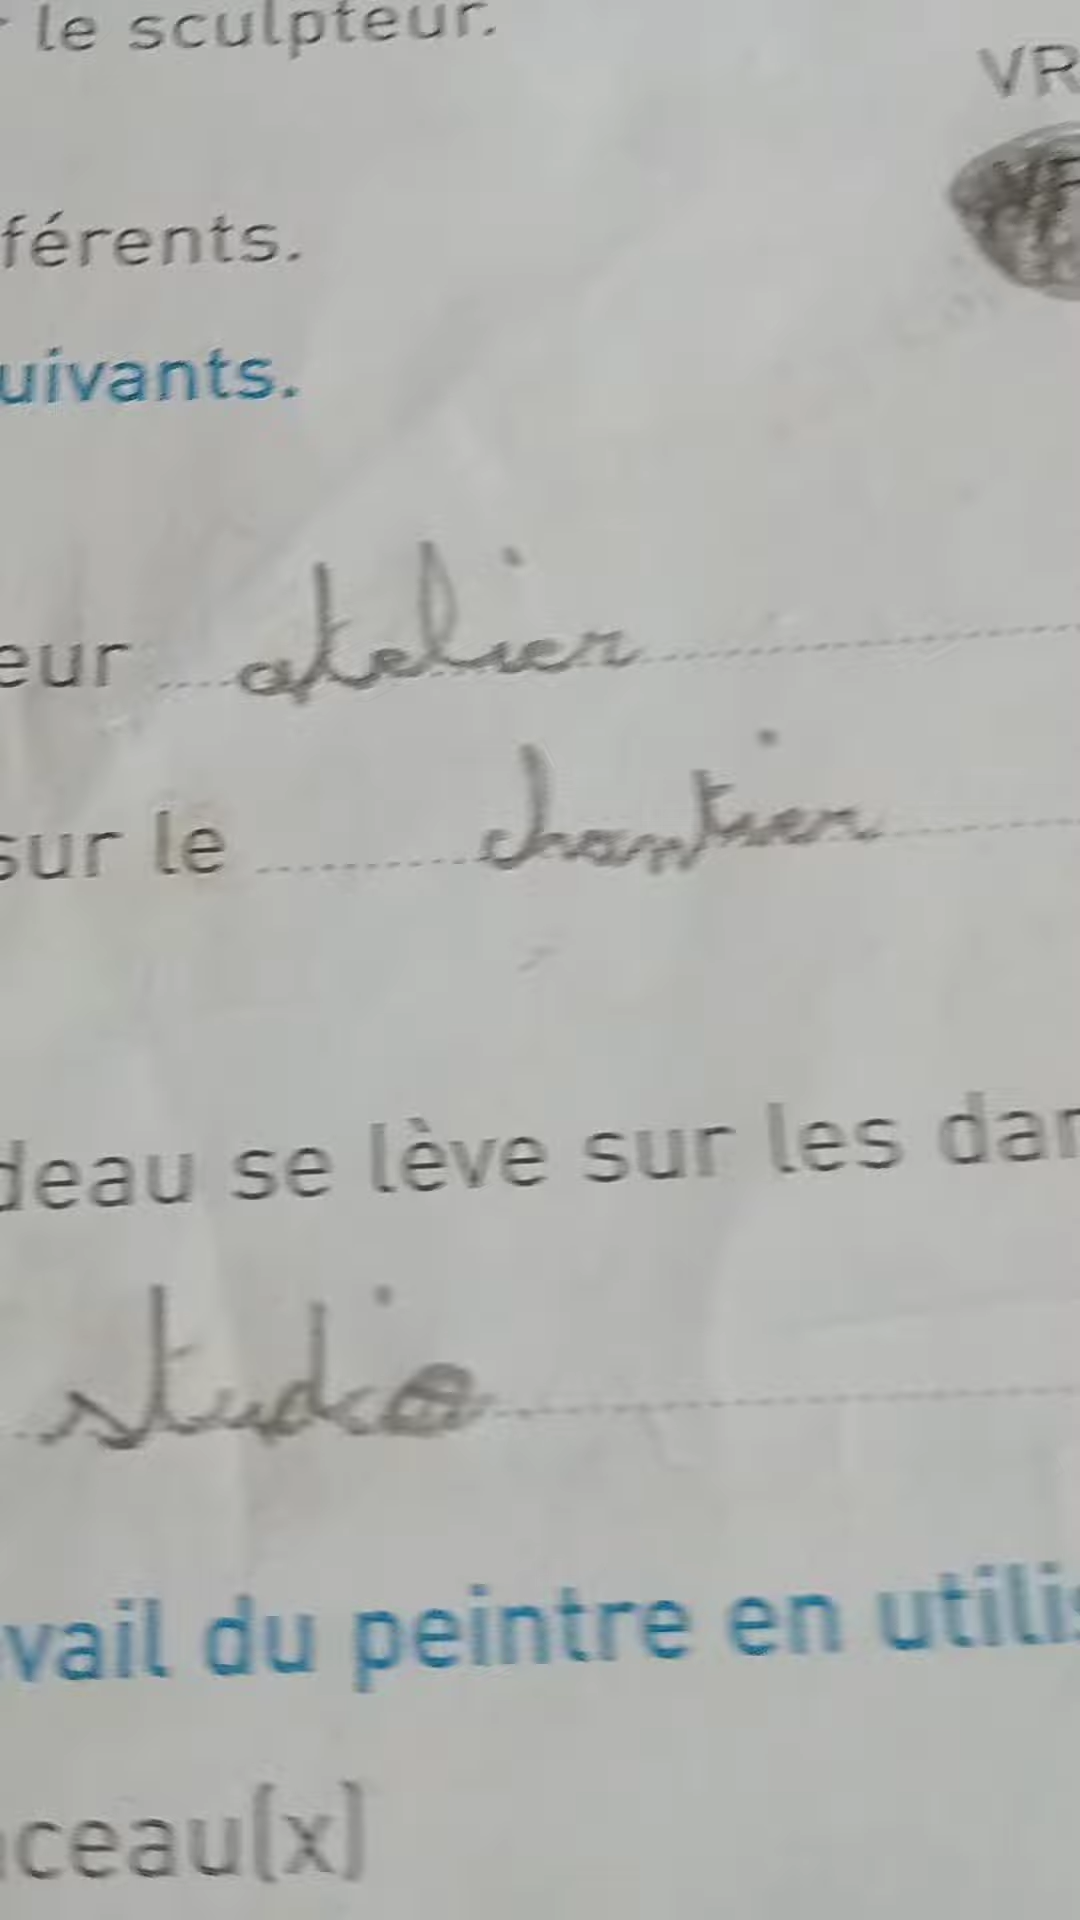 le sculpteur.
VR
férents.
uivants.
eur atelier
sur le chantier
deau se lève sur les dan
studio
vail du peintre en utilis
ceau(x)